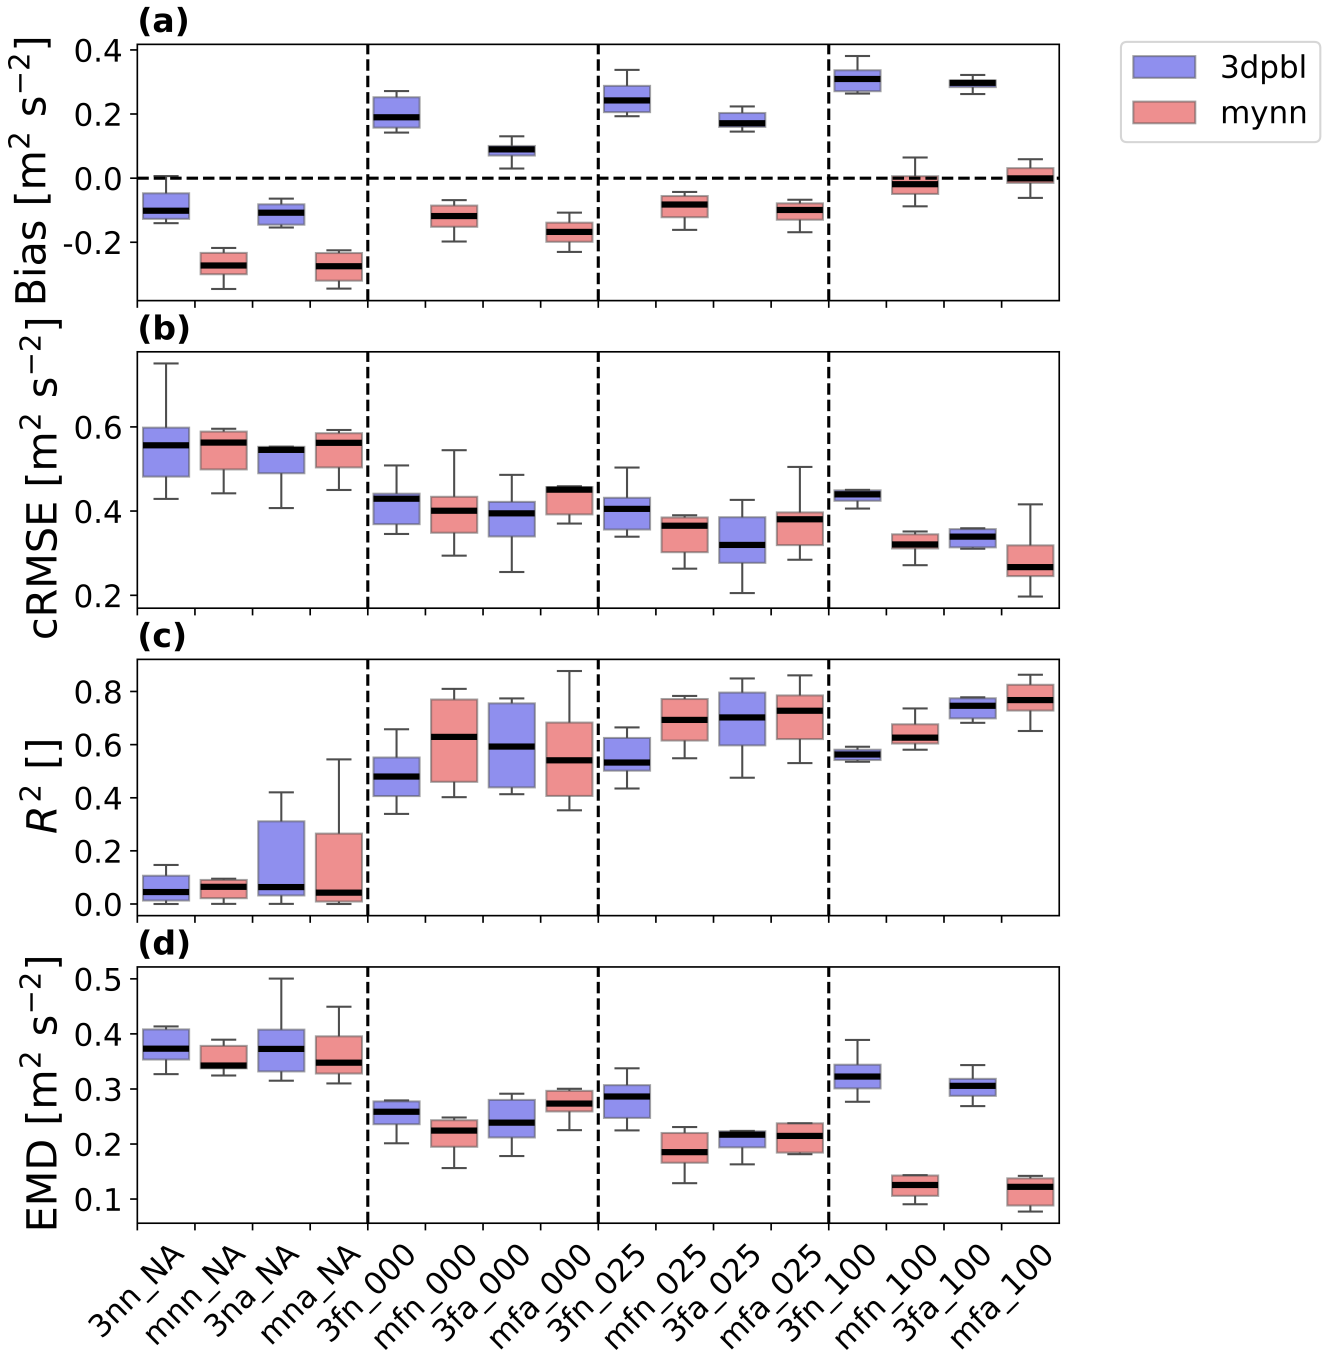 (a)
3dpbl
mynn
Bias [m² s⁻²]
0.4
0.2
0.0
-0.2
(b)
cRMSE [m² s⁻²]
0.6
0.4
0.2
(c)
R² []
0.8
0.6
0.4
0.2
0.0
(d)
EMD [m² s⁻²]
0.5
0.4
0.3
0.2
0.1
3nn_NA
mnn_NA
3na_NA
mna_NA
3fn_000
mfn_000
3fa_000
mfa_000
3fn_025
mfn_025
3fa_025
mfa_025
3fn_100
mfn_100
3fa_100
mfa_100